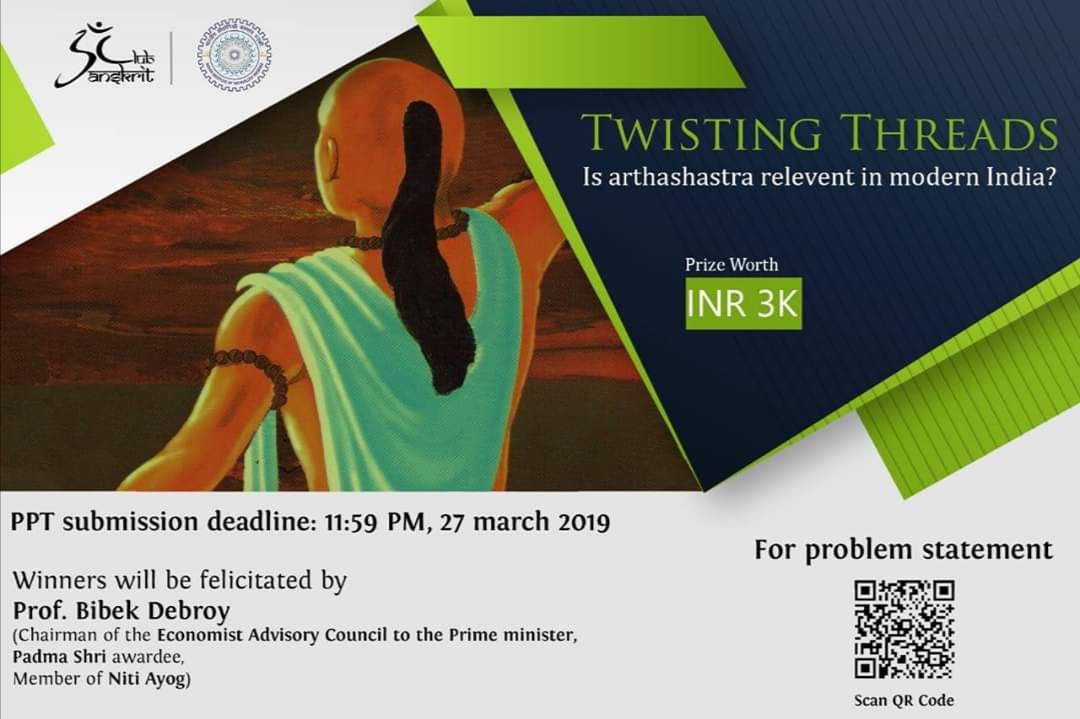 Sanskrit Club
TWISTING THREADS
Is arthashastra relevent in modern India?
Prize Worth
INR 3K
PPT submission deadline: 11:59 PM, 27 march 2019
Winners will be felicitated by
Prof. Bibek Debroy
(Chairman of the Economist Advisory Council to the Prime minister,
Padma Shri awardee,
Member of Niti Ayog)
For problem statement
Scan QR Code